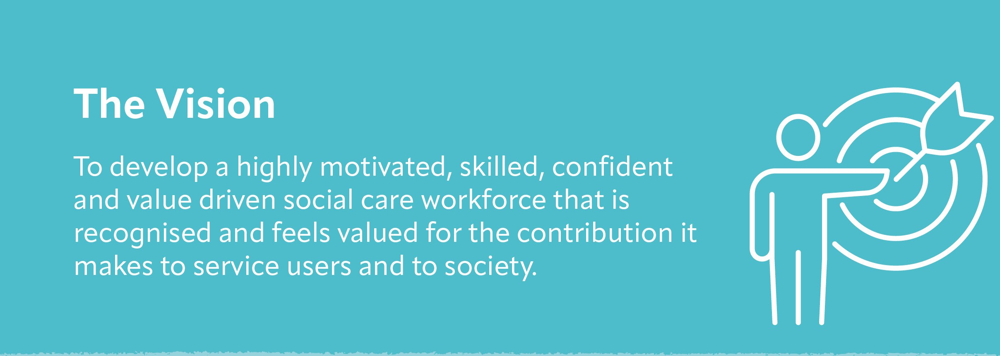 The Vision
To develop a highly motivated, skilled, confident
and value driven social care workforce that is
recognised and feels valued for the contribution it
makes to service users and to society.